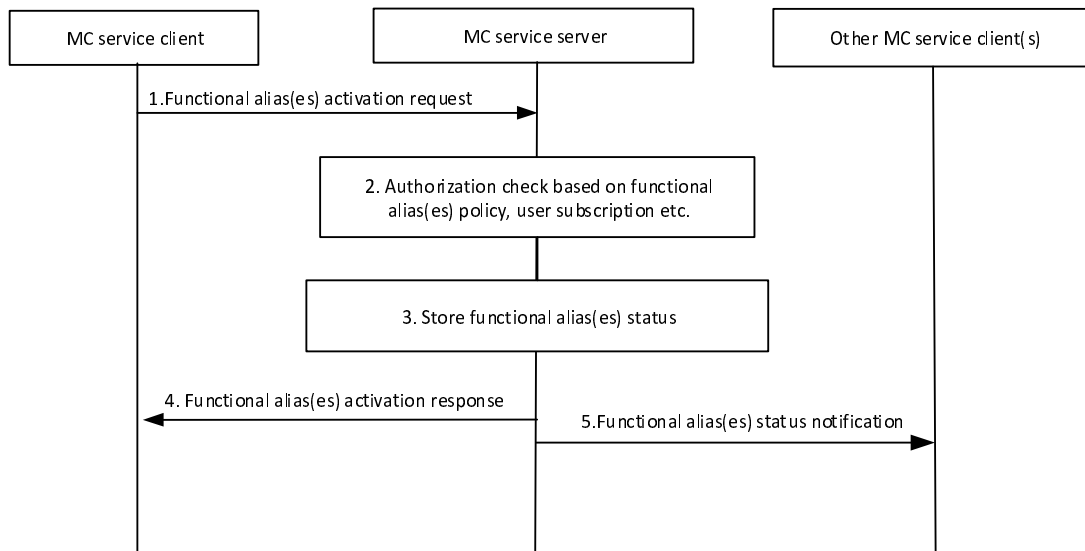 MC service client
MC service server
Other MC service client(s)
1.Functional alias(es) activation request
2. Authorization check based on functional
alias(es) policy, user subscription etc.
3. Store functional alias(es) status
4. Functional alias(es) activation response
5.Functional alias(es) status notification